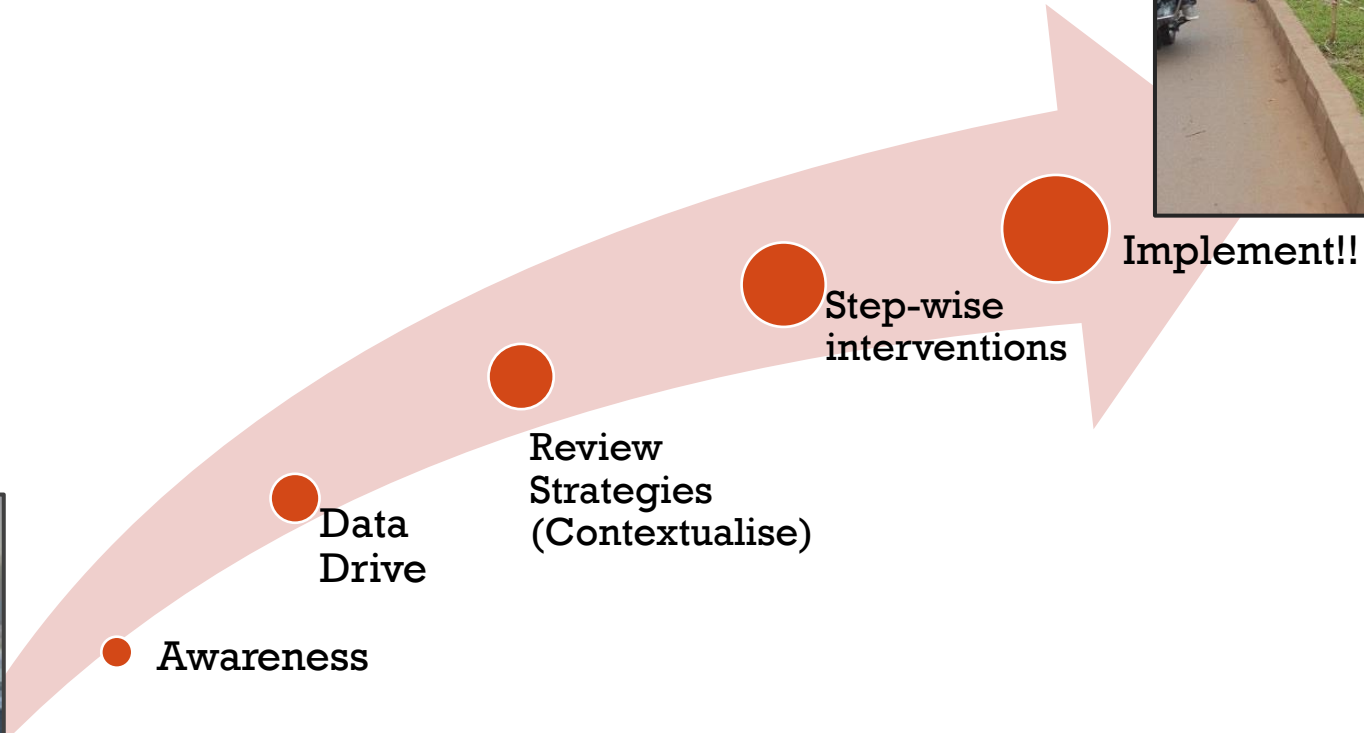 Implement!!
Step-wise
interventions
Review
Strategies
(Contextualise)
Data
Drive
Awareness